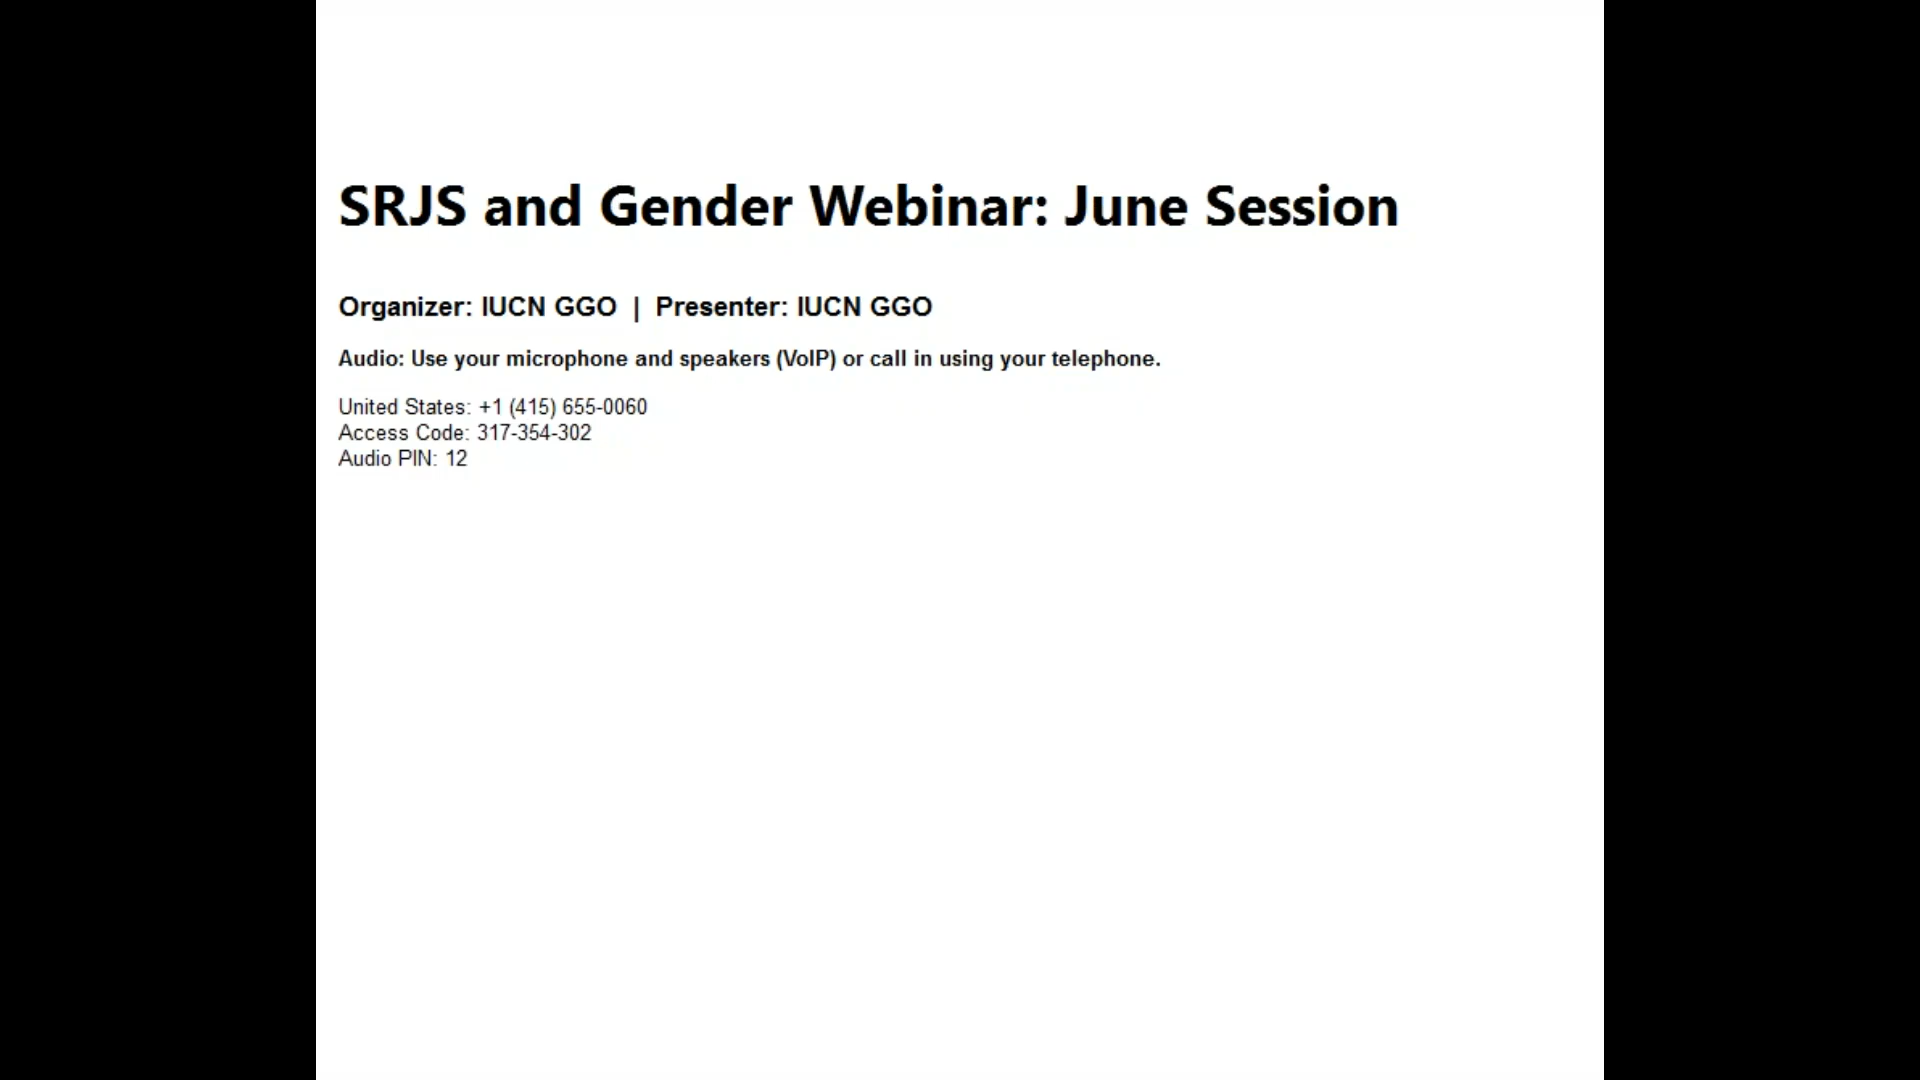 SRJS and Gender Webinar: June Session
Organizer: IUCN GGO | Presenter: IUCN GGO
Audio: Use your microphone and speakers (VoIP) or call in using your telephone.
United States: +1 (415) 655-0060
Access Code: 317-354-302
Audio PIN: 12